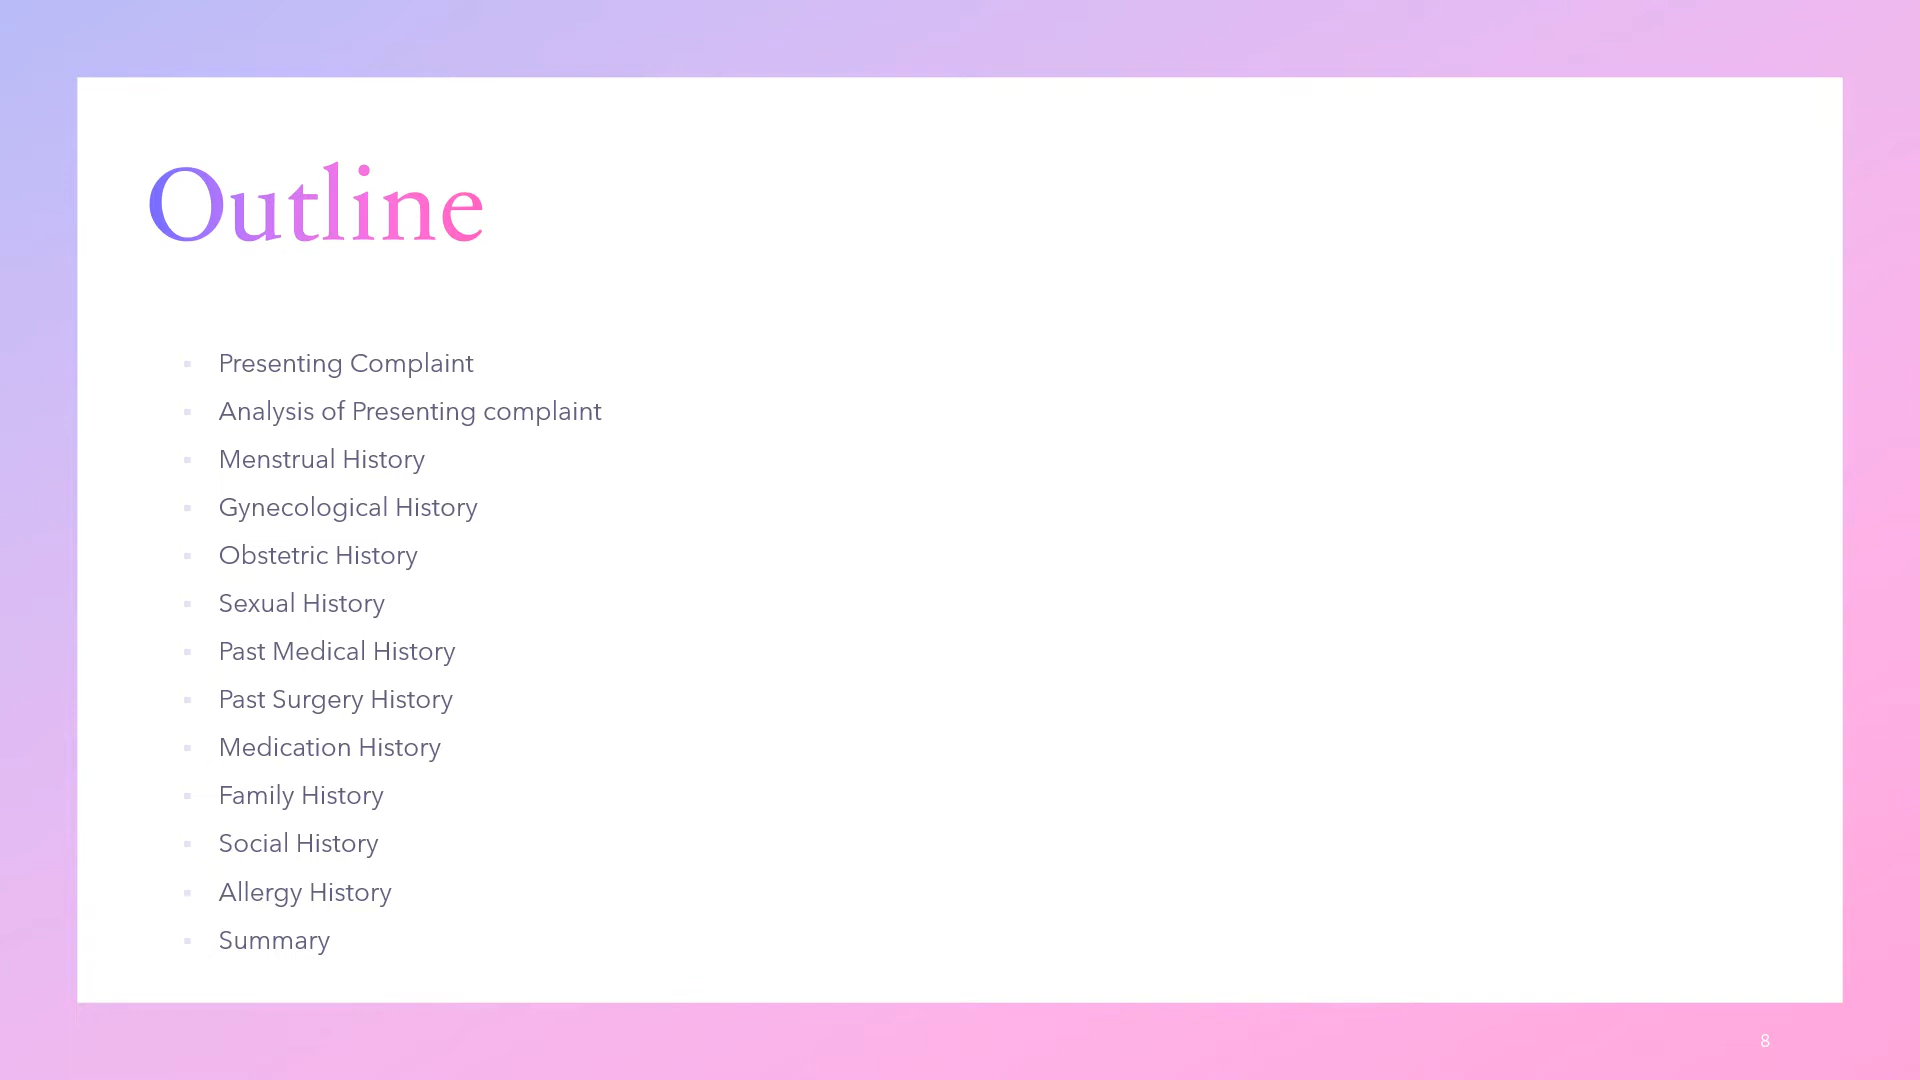 Outline
Presenting Complaint
Analysis of Presenting complaint
Menstrual History
Gynecological History
Obstetric History
Sexual History
Past Medical History
Past Surgery History
Medication History
Family History
Social History
Allergy History
Summary
8